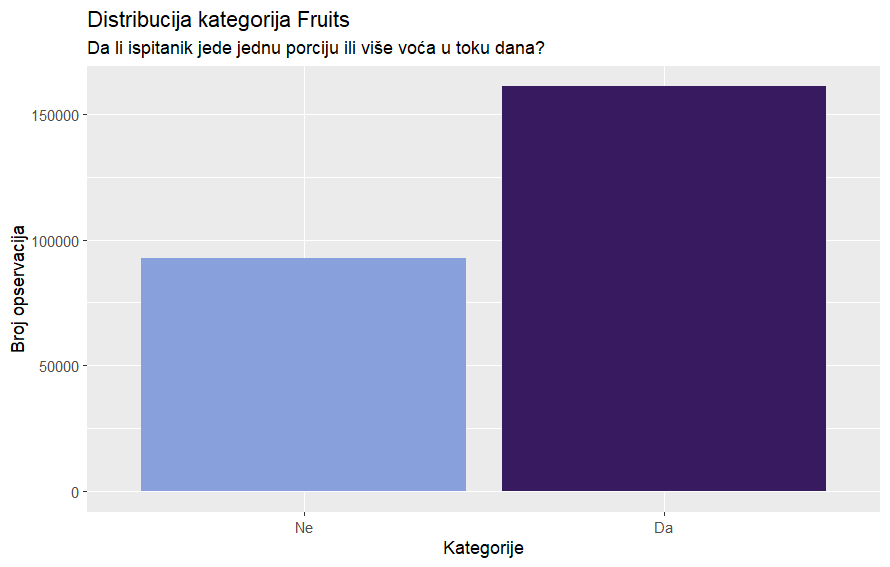 Distribucija kategorija Fruits
Da li ispitanik jede jednu porciju ili više voća u toku dana?
150000
100000
50000
0
Broj opservacija
Ne
Da
Kategorije